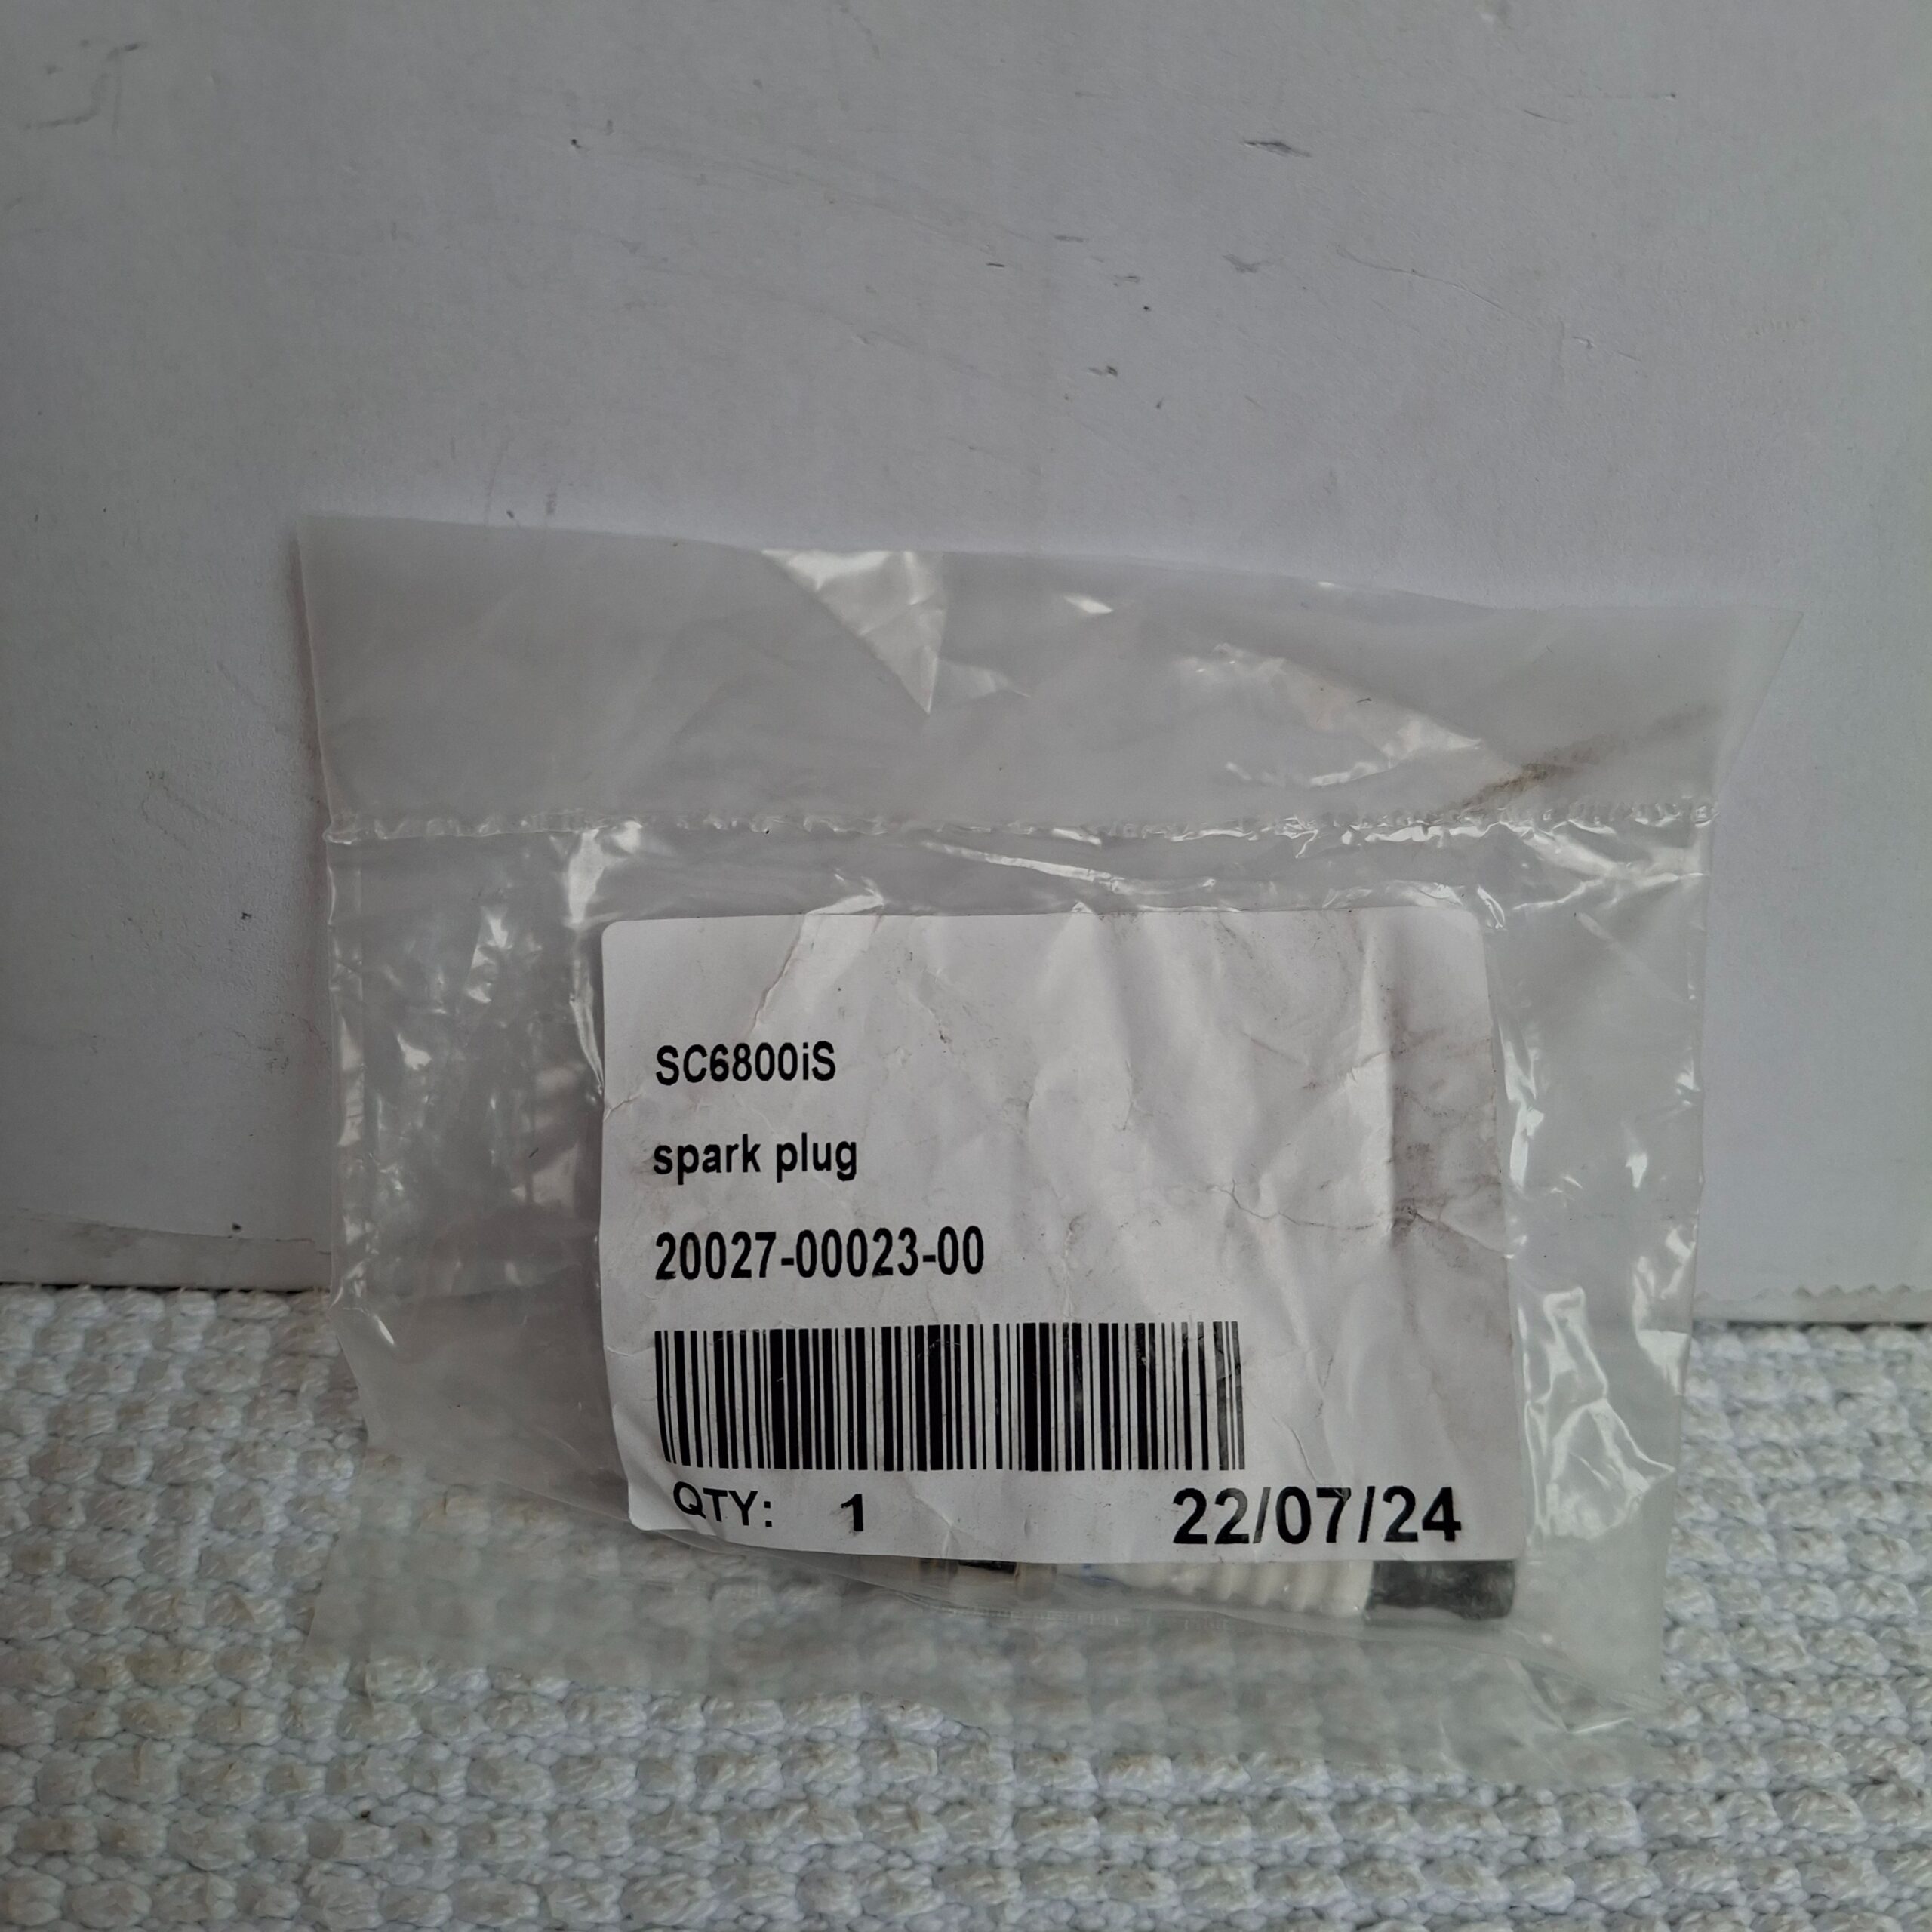 SC6800iS
spark plug
20027-00023-00
QTY: 1 22/07/24